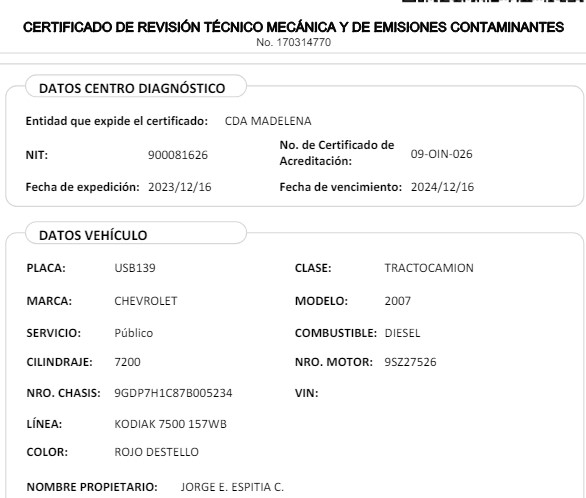 CERTIFICADO DE REVISIÓN TÉCNICO MECÁNICA Y DE EMISIONES CONTAMINANTES
No. 170314770
DATOS CENTRO DIAGNÓSTICO
Entidad que expide el certificado: CDA MADELENA
NIT: 900081626 No. de Certificado de Acreditación: 09-OIN-026
Fecha de expedición: 2023/12/16 Fecha de vencimiento: 2024/12/16
DATOS VEHÍCULO
PLACA: USB139 CLASE: TRACTOCAMION
MARCA: CHEVROLET MODELO: 2007
SERVICIO: Público COMBUSTIBLE: DIESEL
CILINDRAJE: 7200 NRO. MOTOR: 9SZ27526
NRO. CHASIS: 9GDP7H1C87B005234 VIN:
LÍNEA: KODIAK 7500 157WB
COLOR: ROJO DESTELLO
NOMBRE PROPIETARIO: JORGE E. ESPITIA C.